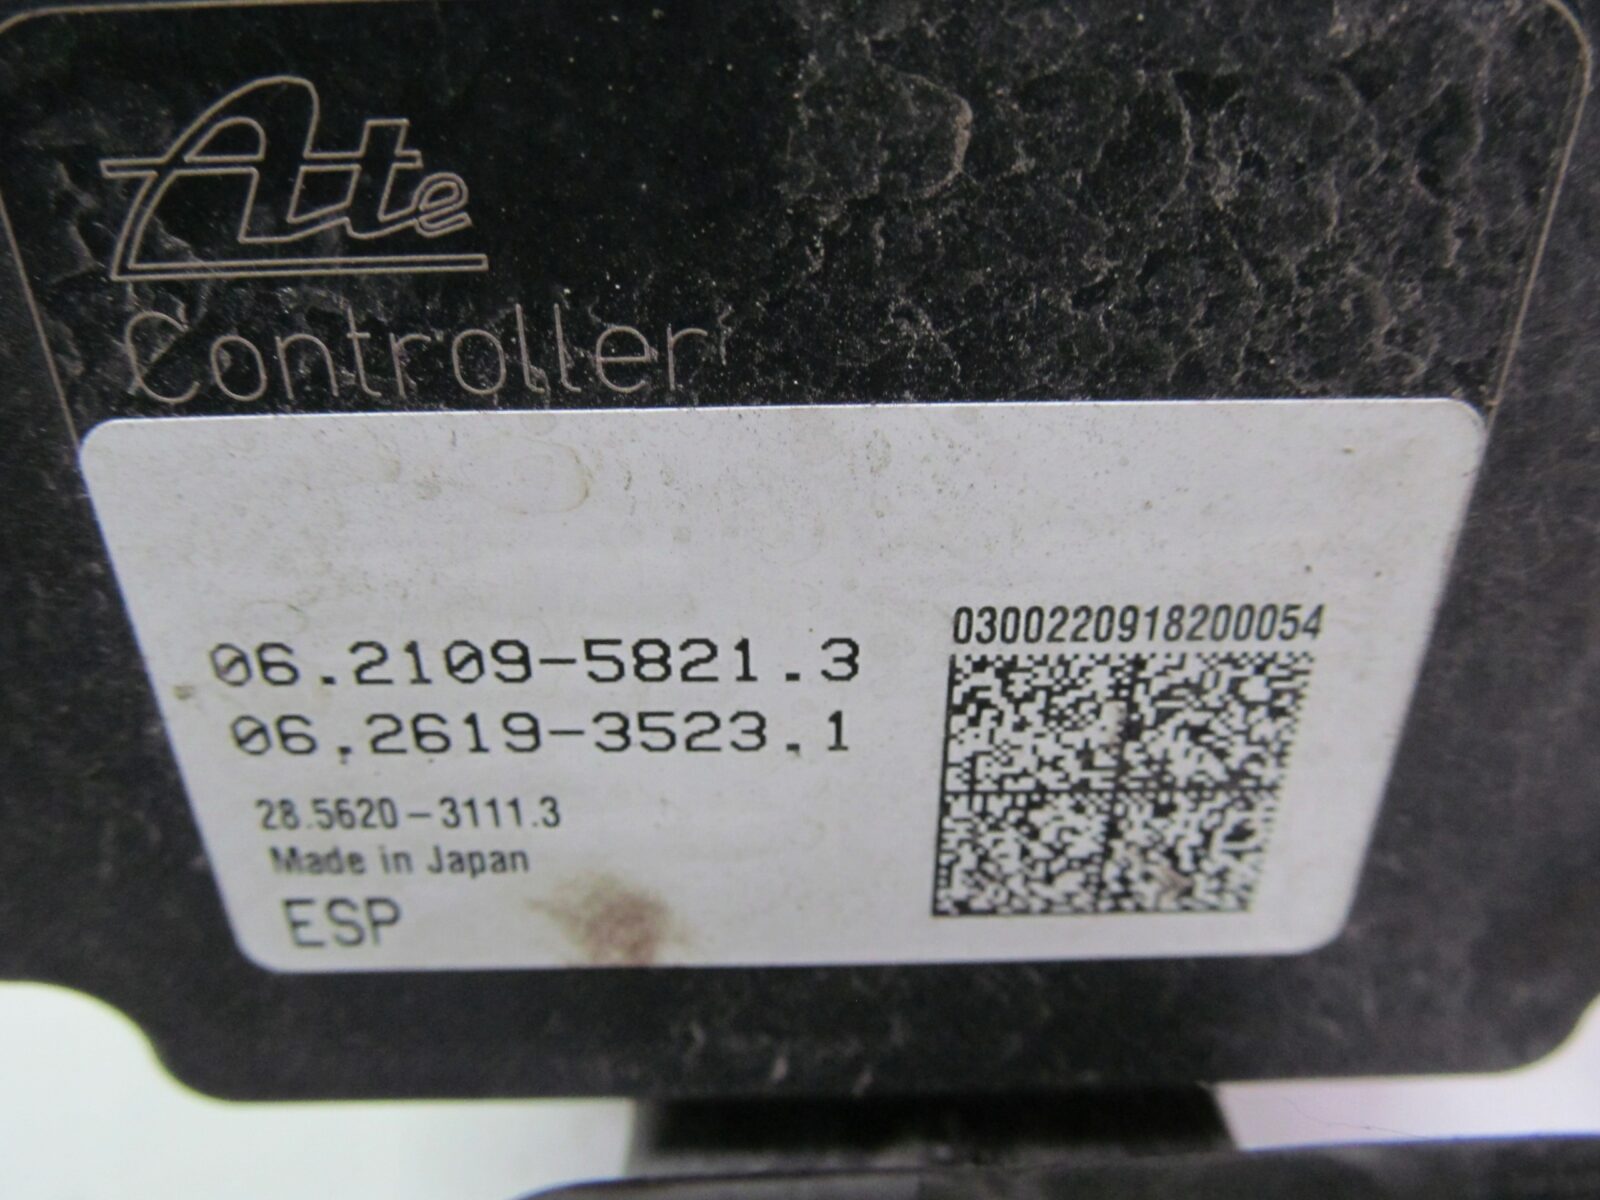 Ate
Controller
06.2109-5821.3
06.2619-3523.1
28.5620-3111.3
Made in Japan
ESP
0300220918200054